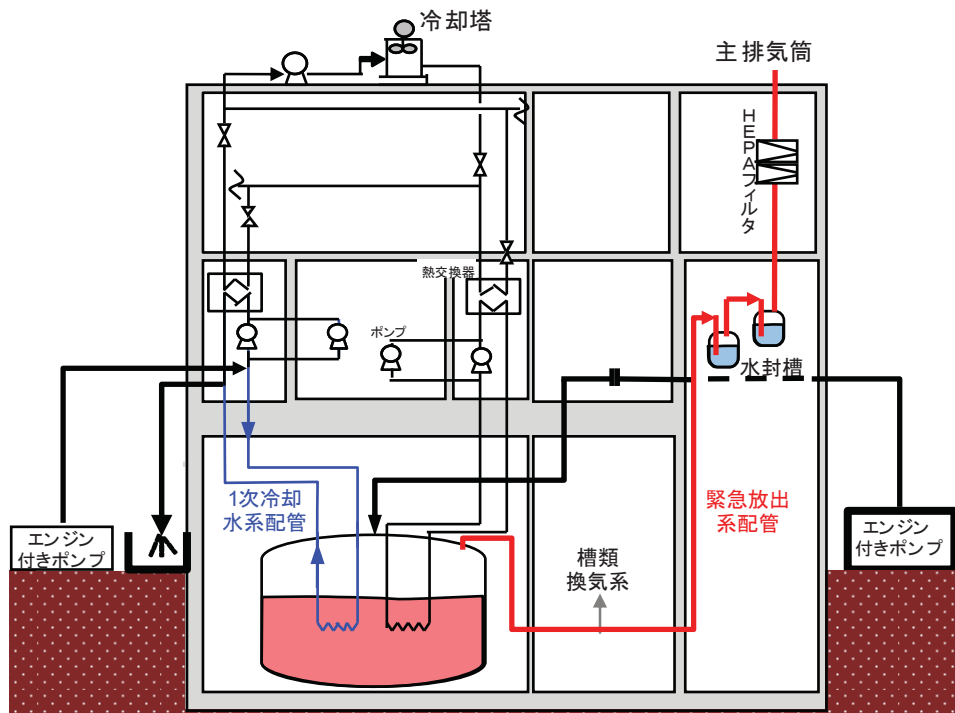 冷却塔
主排気筒
HEPAフィルタ
熱交換器
ポンプ
水封槽
1次冷却
水系配管
緊急放出
系配管
エンジン
付きポンプ
槽類
換気系
エンジン
付きポンプ